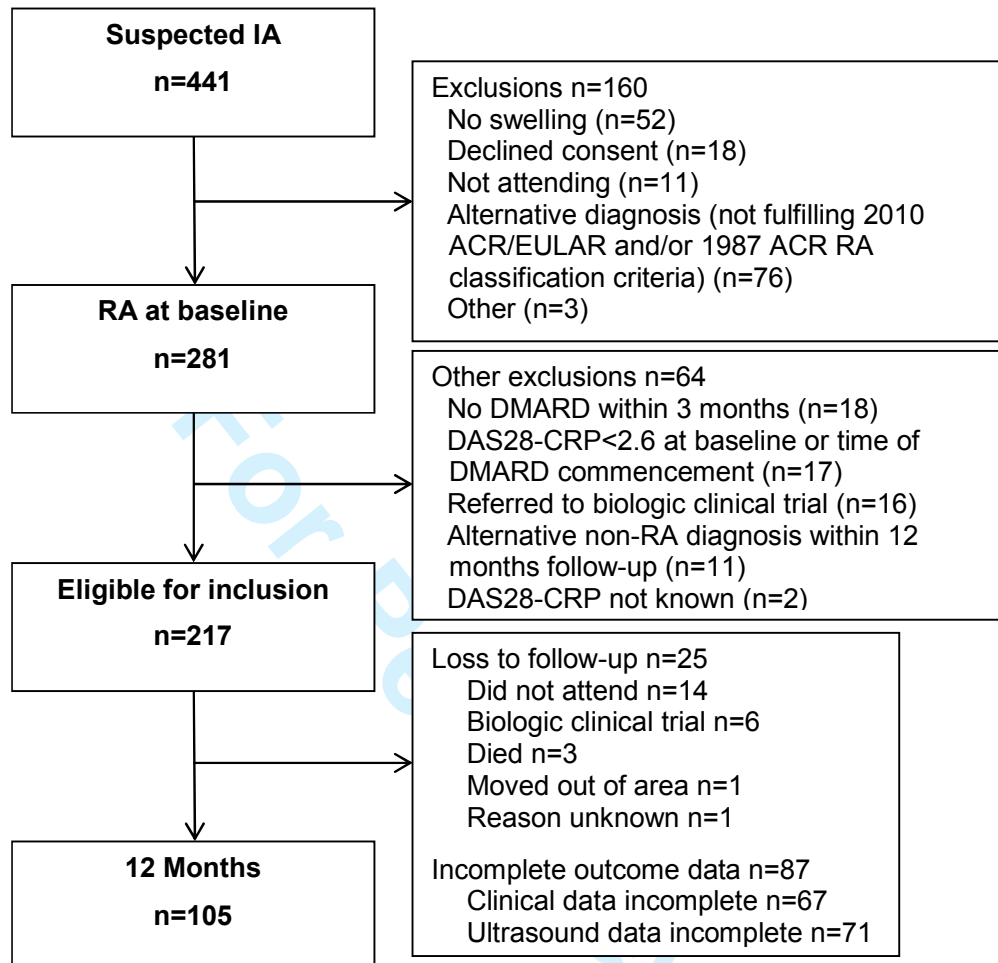 Suspected IA
n=441
Exclusions n=160
No swelling (n=52)
Declined consent (n=18)
Not attending (n=11)
Alternative diagnosis (not fulfilling 2010
ACR/EULAR and/or 1987 ACR RA
classification criteria) (n=76)
Other (n=3)
RA at baseline
n=281
Other exclusions n=64
No DMARD within 3 months (n=18)
DAS28-CRP<2.6 at baseline or time of
DMARD commencement (n=17)
Referred to biologic clinical trial (n=16)
Alternative non-RA diagnosis within 12
months follow-up (n=11)
DAS28-CRP not known (n=2)
Eligible for inclusion
n=217
Loss to follow-up n=25
Did not attend n=14
Biologic clinical trial n=6
Died n=3
Moved out of area n=1
Reason unknown n=1
Incomplete outcome data n=87
Clinical data incomplete n=67
Ultrasound data incomplete n=71
12 Months
n=105
For Pe